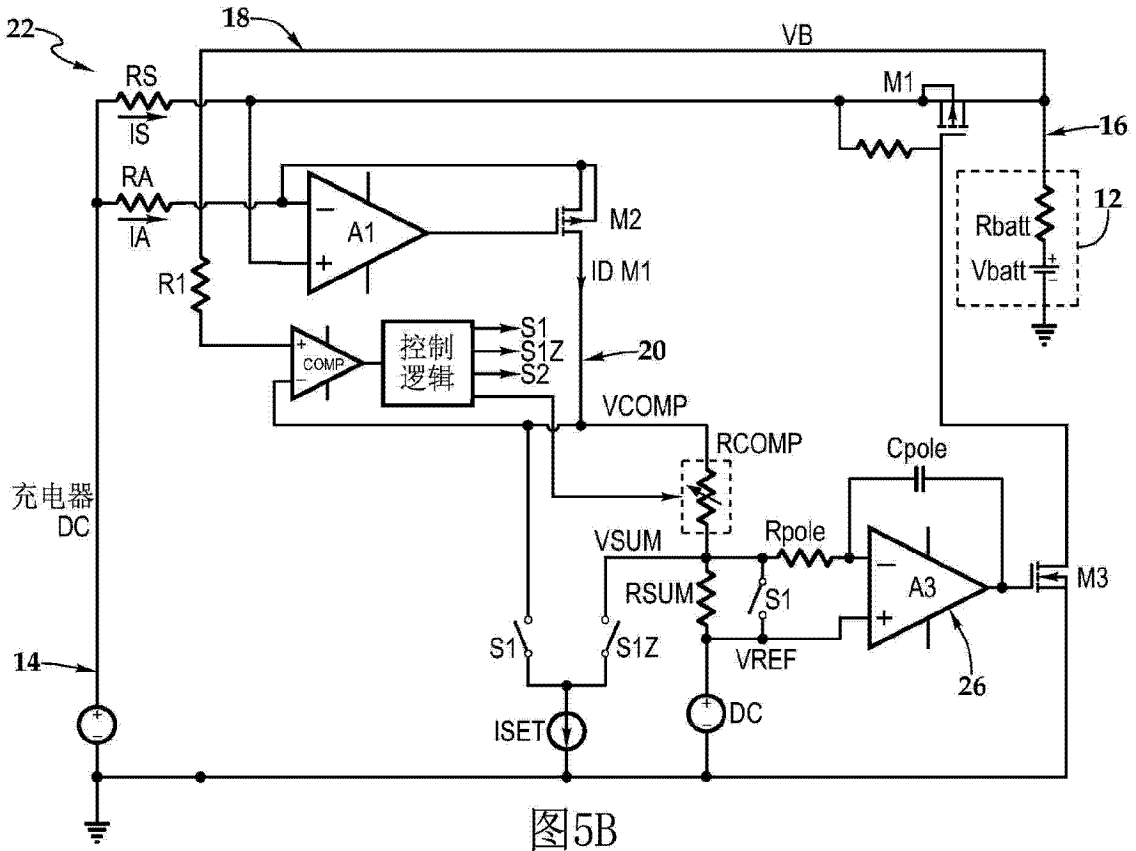 22
18
VB
RS
IS
M1
16
RA
IA
−
A1
+
M2
12
Rbatt
Vbatt
+
−
R1
ID M1
+
COMP
−
控制
逻辑
S1
S1Z
S2
20
VCOMP
RCOMP
Cpole
充电器
DC
VSUM
Rpole
RSUM
S1
−
A3
+
M3
S1
S1Z
VREF
26
14
+
−
ISET
+
−
DC
图5B